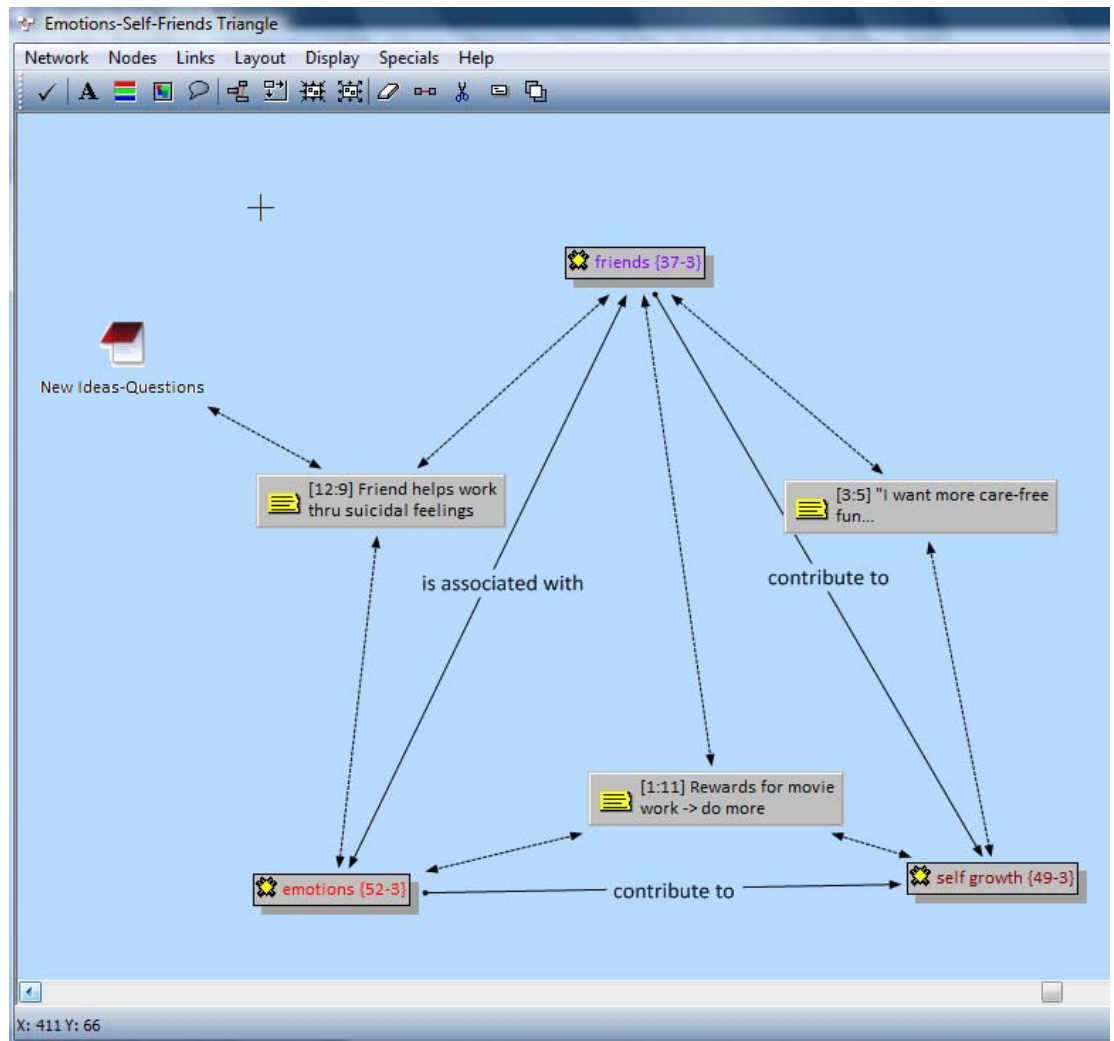 Emotions-Self-Friends Triangle
Network Nodes Links Layout Display Specials Help
A
friends {37-3}
New Ideas-Questions
[12:9] Friend helps work
thru suicidal feelings
[3:5] "I want more care-free
fun...
is associated with
contribute to
[1:11] Rewards for movie
work -> do more
emotions {52-3}
contribute to
self growth {49-3}
X: 411 Y: 66